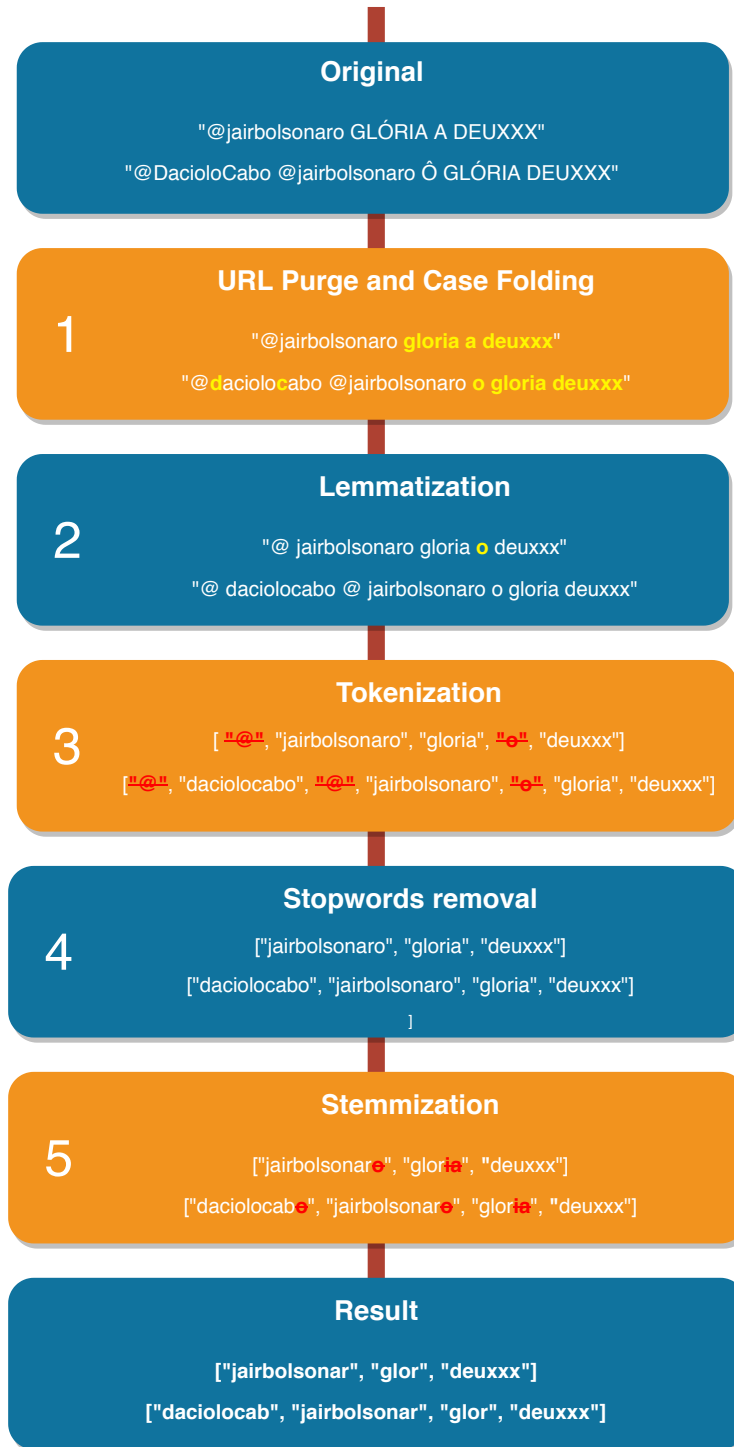 Original
"@jairbolsonaro GLÓRIA A DEUXXX"
"@DacioloCabo @jairbolsonaro Ô GLÓRIA DEUXXX"
URL Purge and Case Folding
1
"@jairbolsonaro gloria a deuxxx"
"@daciolocabo @jairbolsonaro o gloria deuxxx"
Lemmatization
2
"@ jairbolsonaro gloria o deuxxx"
"@ daciolocabo @ jairbolsonaro o gloria deuxxx"
Tokenization
3
[ "@", "jairbolsonaro", "gloria", "o", "deuxxx"]
["@", "daciolocabo", "@", "jairbolsonaro", "o", "gloria", "deuxxx"]
Stopwords removal
4
["jairbolsonaro", "gloria", "deuxxx"]
["daciolocabo", "jairbolsonaro", "gloria", "deuxxx"]
]
Stemmization
5
["jairbolsonaro", "gloria", "deuxxx"]
["daciolocabo", "jairbolsonaro", "gloria", "deuxxx"]
Result
["jairbolsonar", "glor", "deuxxx"]
["daciolocab", "jairbolsonar", "glor", "deuxxx"]